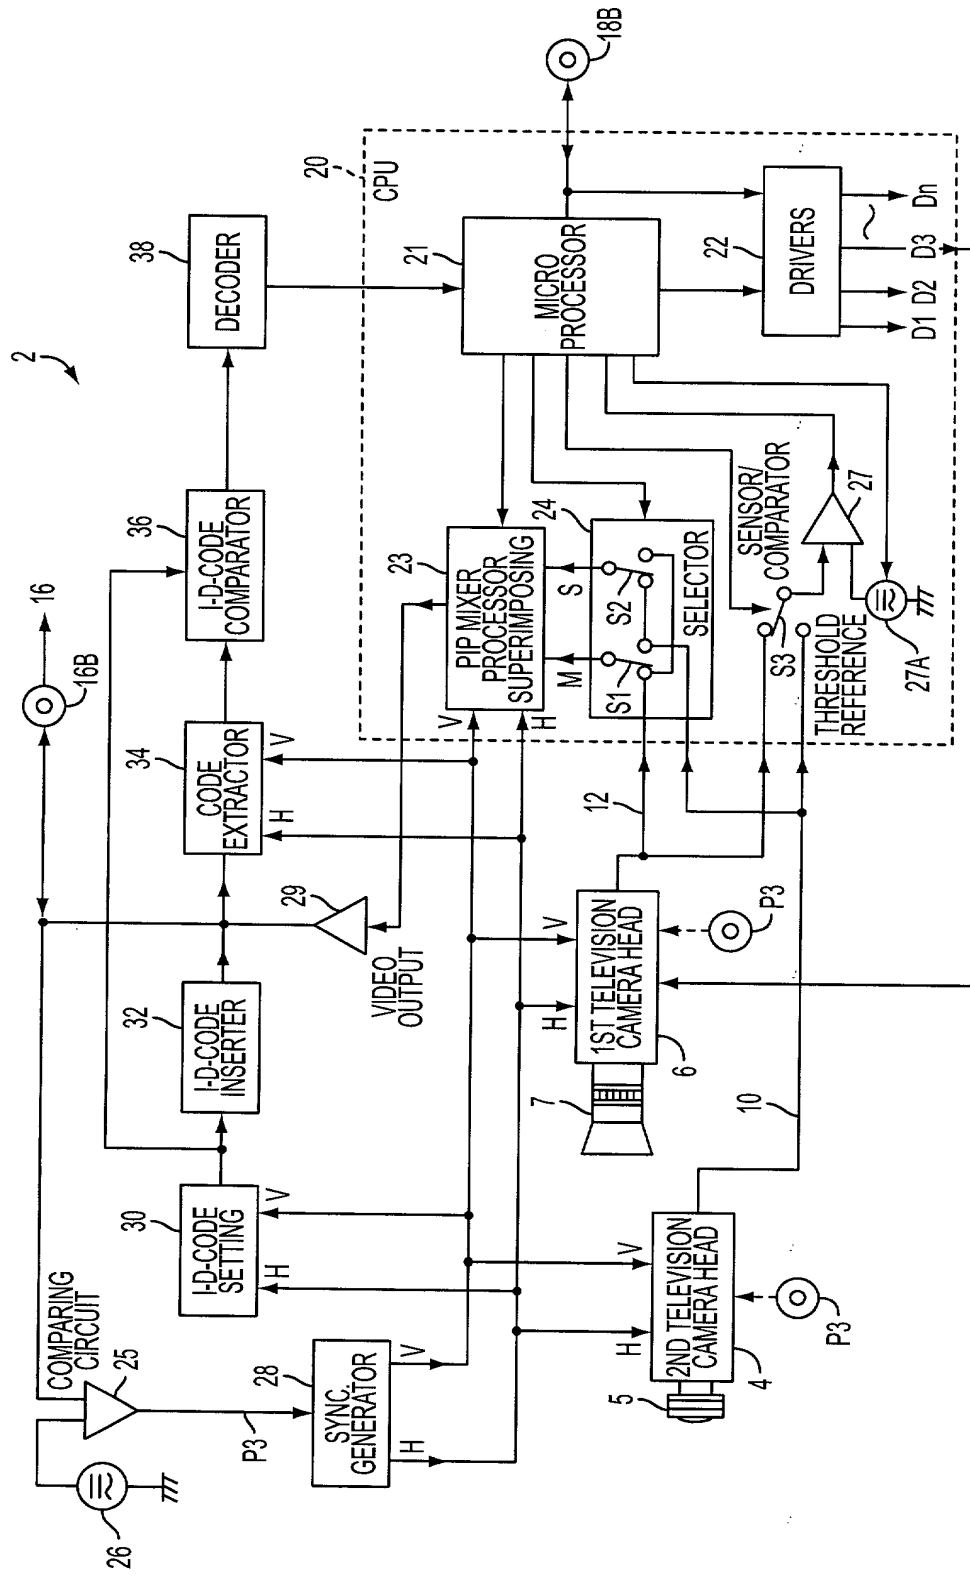 2
16
16B
COMPARING
CIRCUIT
25
26
P3
30
I-D-CODE
SETTING
H
V
32
I-D-CODE
INSERTER
34
CODE
EXTRACTOR
H
V
36
I-D-CODE
COMPARATOR
38
DECODER
28
SYNC.
GENERATOR
H
V
29
VIDEO
OUTPUT
20
CPU
18B
21
MICRO
PROCESSOR
22
DRIVERS
D1
D2
D3
Dn
23
PIP MIXER
PROCESSOR
SUPERIMPOSING
V
H
M
S
24
S1
S2
SELECTOR
SENSOR/
COMPARATOR
27
S3
THRESHOLD
REFERENCE
27A
12
10
7
1ST TELEVISION
CAMERA HEAD
6
H
V
P3
5
2ND TELEVISION
CAMERA HEAD
4
H
V
P3